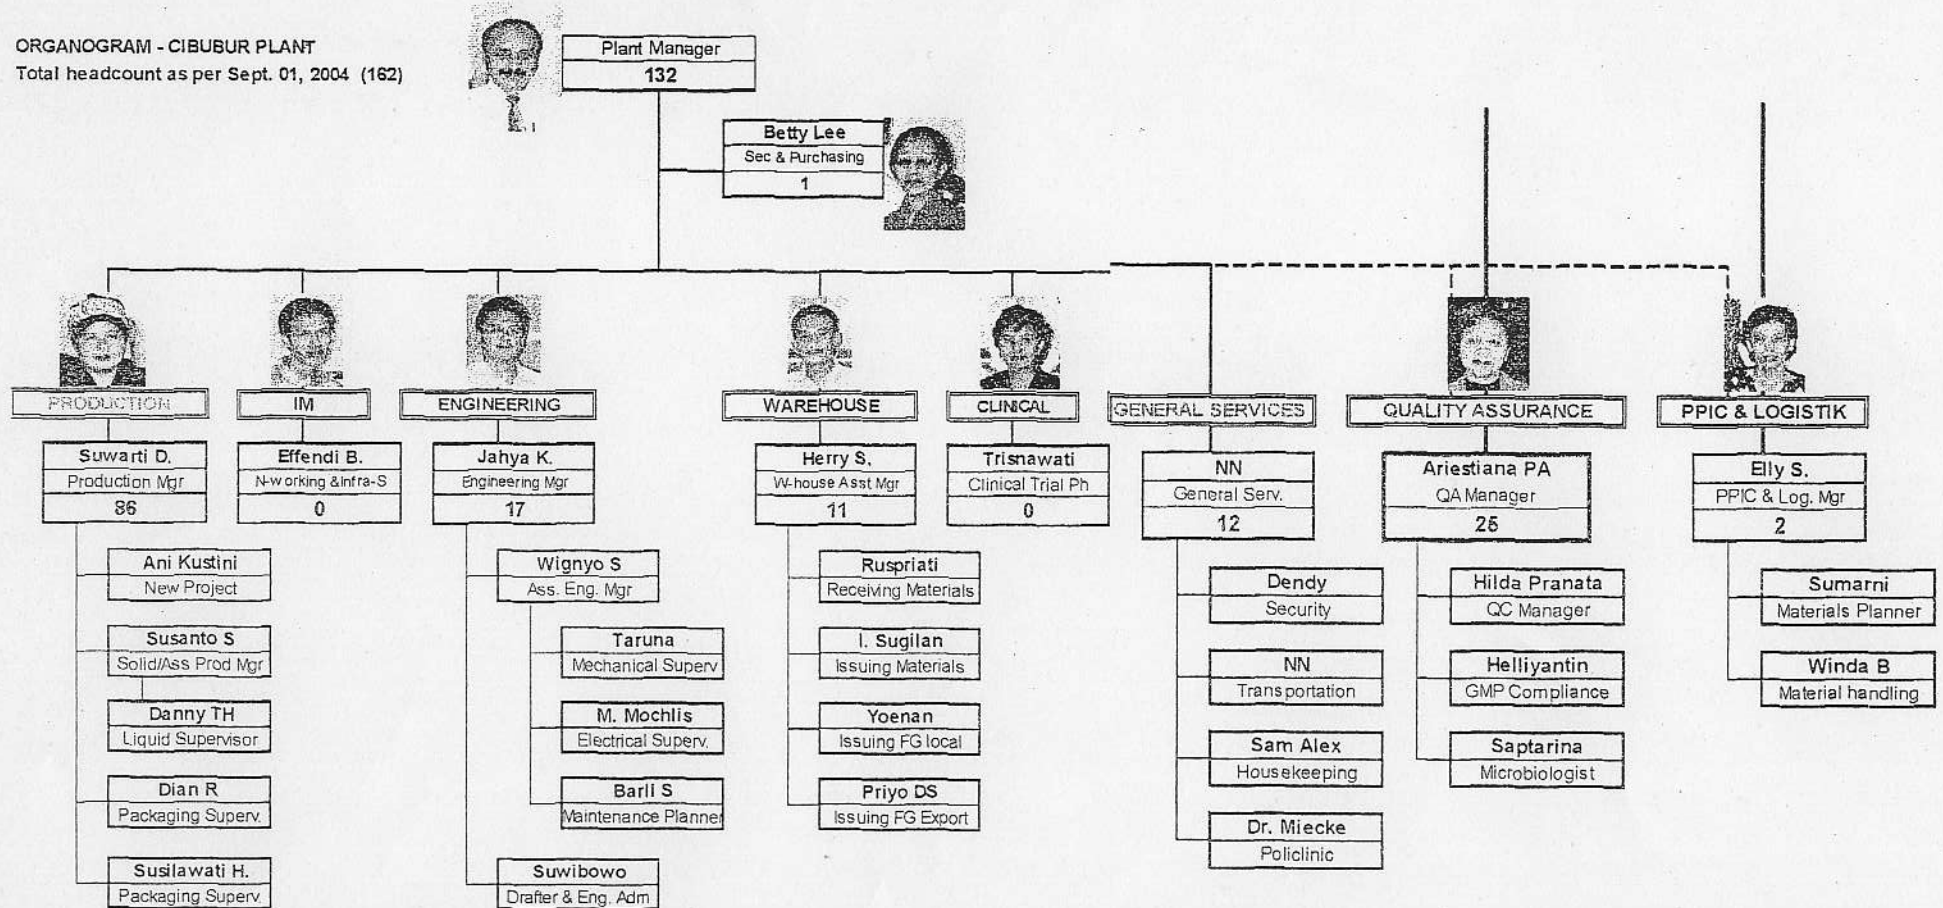 ORGANOGRAM - CIBUBUR PLANT
Total headcount as per Sept. 01, 2004 (162)
Plant Manager
132
Betty Lee
Sec & Purchasing
1
PRODUCTION
Suwarti D.
Production Mgr
86
Ani Kustini
New Project
Susanto S
Solid/Ass Prod Mgr
Danny TH
Liquid Supervisor
Dian R
Packaging Superv.
Susilawati H.
Packaging Superv.
IM
Effendi B.
N-working &Infra-S
0
ENGINEERING
Jahya K.
Engineering Mgr
17
Wignyo S
Ass. Eng. Mgr
Taruna
Mechanical Superv
M. Mochlis
Electrical Superv.
Barli S
Maintenance Planner
Suwibowo
Drafter & Eng. Adm
WAREHOUSE
Herry S.
W-house Asst Mgr
11
Ruspriati
Receiving Materials
I. Sugilan
Issuing Materials
Yoenan
Issuing FG local
Priyo DS
Issuing FG Export
CLINICAL
Trisnawati
Clinical Trial Ph
0
GENERAL SERVICES
NN
General Serv.
12
Dendy
Security
NN
Transportation
Sam Alex
Housekeeping
Dr. Miecke
Policlinic
QUALITY ASSURANCE
Ariestiana PA
QA Manager
25
Hilda Pranata
QC Manager
Helliyantin
GMP Compliance
Saptarina
Microbiologist
PPIC & LOGISTIK
Elly S.
PPIC & Log. Mgr
2
Sumarni
Materials Planner
Winda B
Material handling